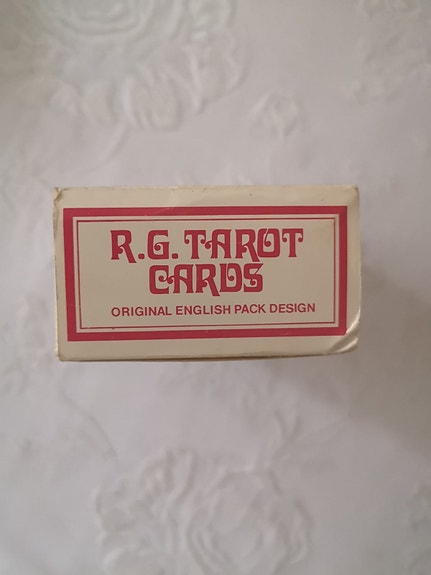 R.G. TAROT
CARDS
ORIGINAL ENGLISH PACK DESIGN